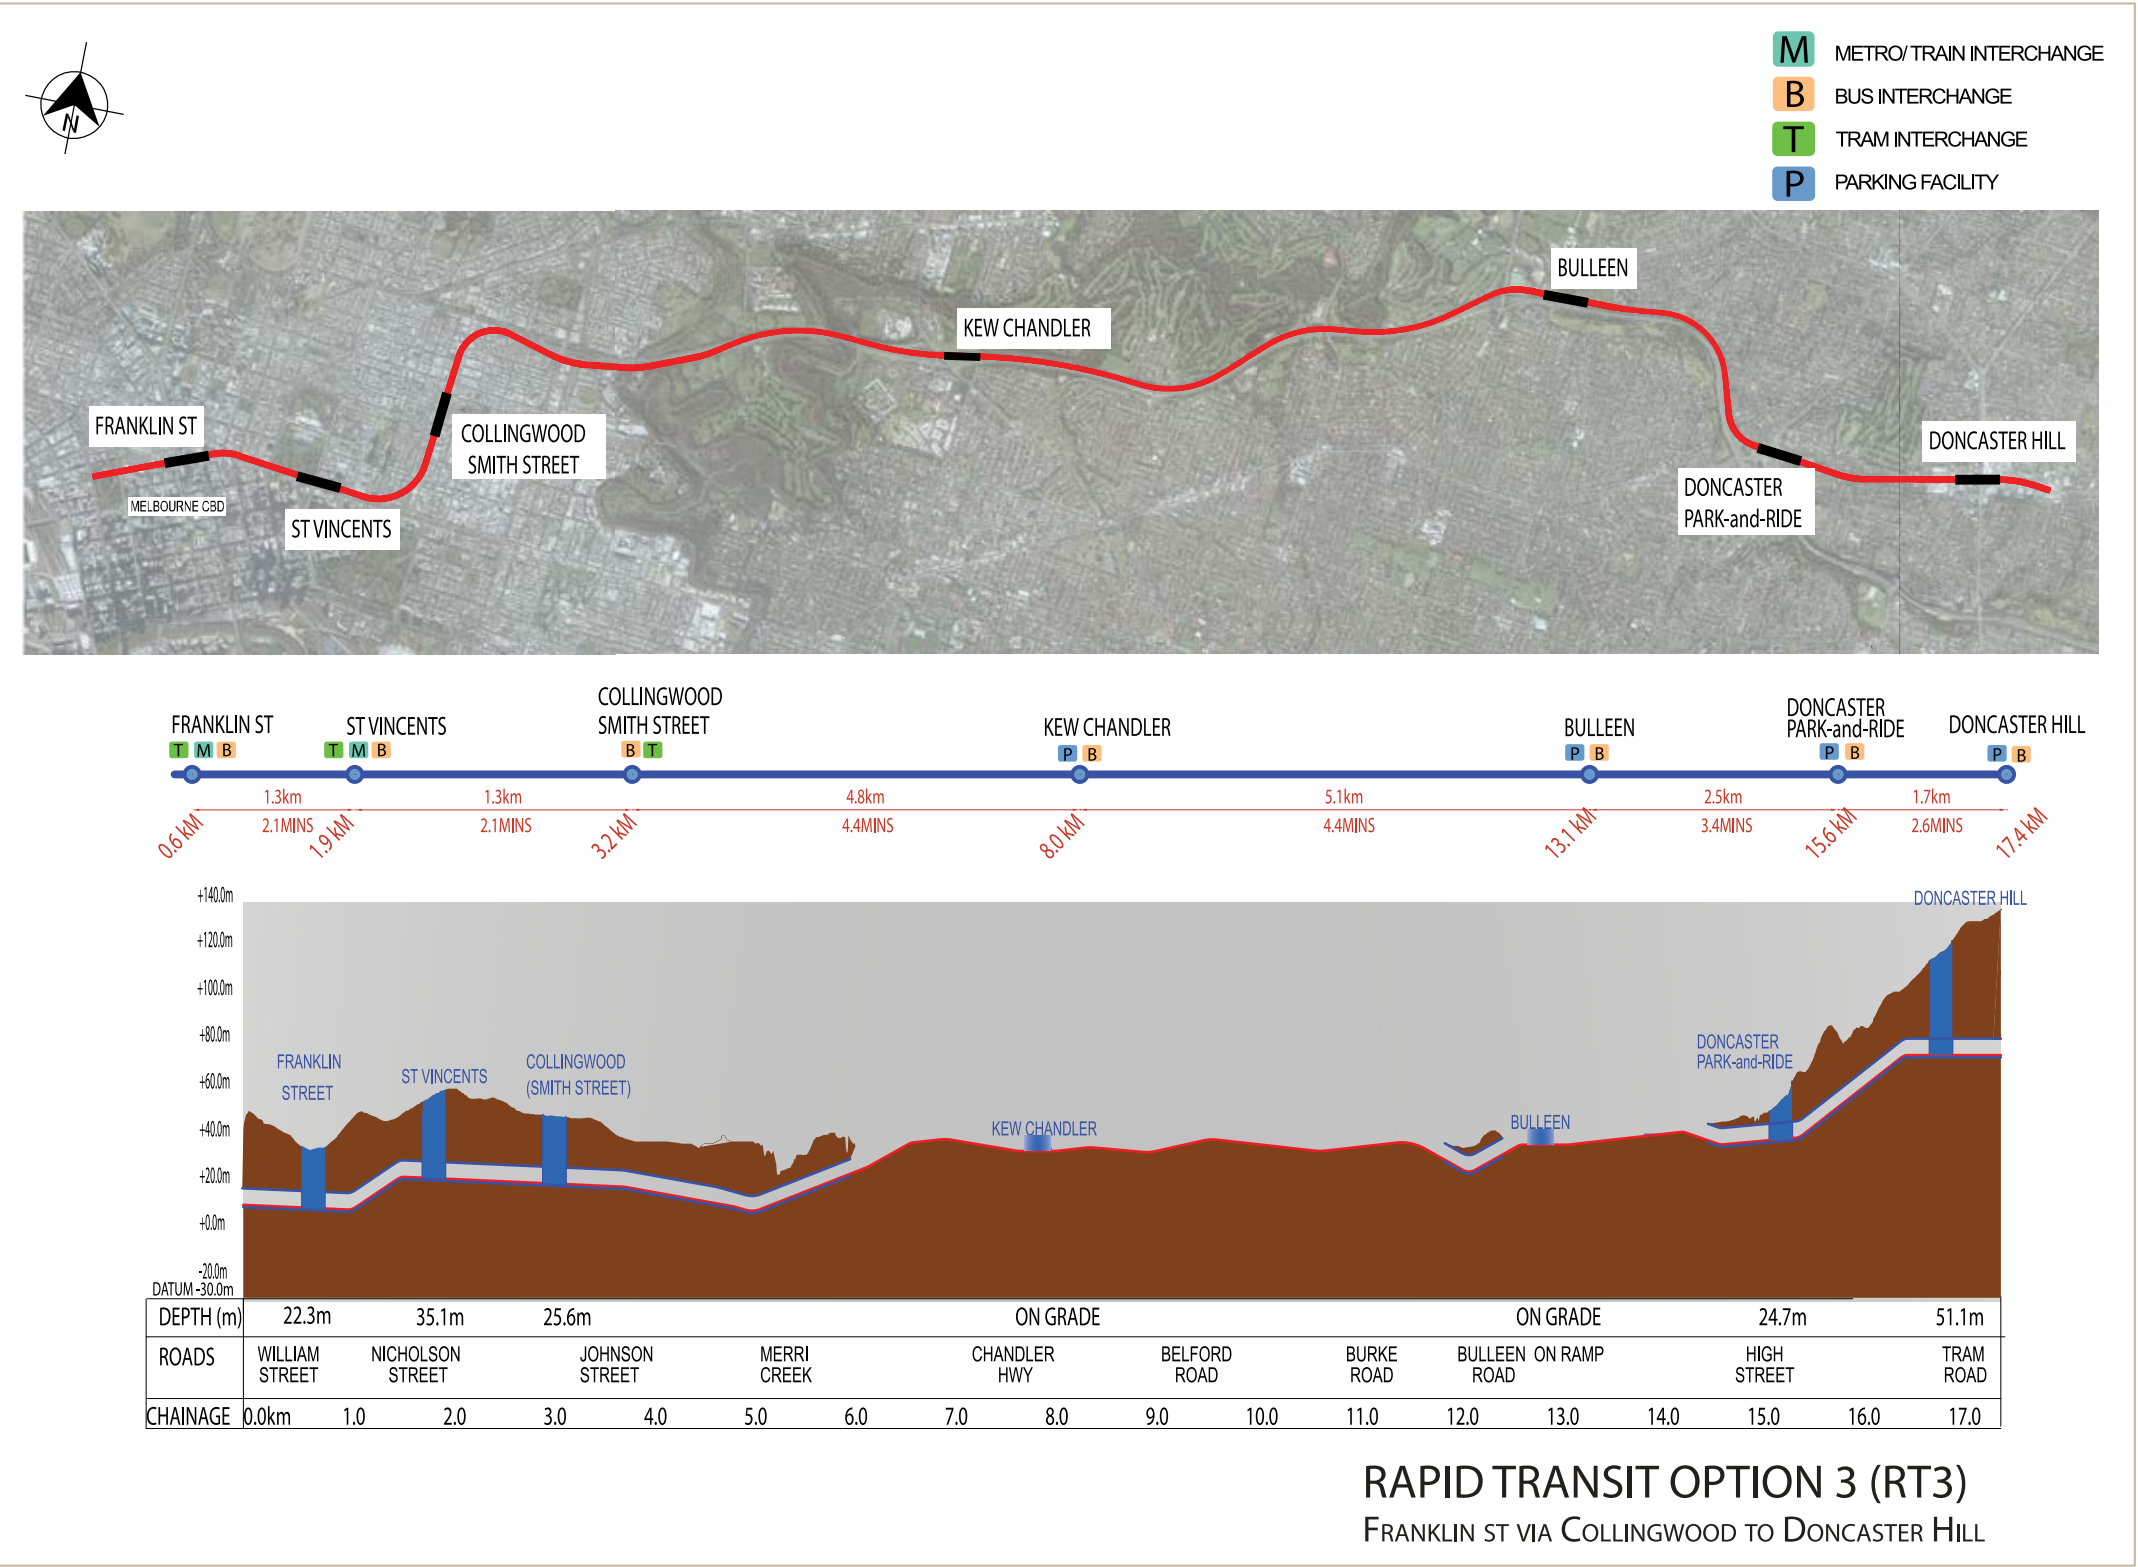 N
M METRO/ TRAIN INTERCHANGE
B BUS INTERCHANGE
T TRAM INTERCHANGE
P PARKING FACILITY
BULLEEN
KEW CHANDLER
FRANKLIN ST
COLLINGWOOD
SMITH STREET
DONCASTER HILL
MELBOURNE CBD
ST VINCENTS
DONCASTER
PARK-and-RIDE
COLLINGWOOD
SMITH STREET
FRANKLIN ST
ST VINCENTS
KEW CHANDLER
BULLEEN
DONCASTER
PARK-and-RIDE
DONCASTER HILL
T M B
T M B
B T
P B
P B
P B
P B
1.3km 1.3km 4.8km 5.1km 2.5km 1.7km
2.1MINS 2.1MINS 4.4MINS 4.4MINS 3.4MINS 2.6MINS
0.6 kM 1.9 kM 3.2 kM 8.0 kM 13.1 kM 15.6 kM 17.4 kM
+140.0m
+120.0m
+100.0m
+80.0m
+60.0m
+40.0m
+20.0m
+0.0m
-20.0m
DATUM -30.0m
FRANKLIN
STREET
ST VINCENTS
COLLINGWOOD
(SMITH STREET)
KEW CHANDLER
BULLEEN
DONCASTER
PARK-and-RIDE
DONCASTER HILL
DEPTH (m) 22.3m 35.1m 25.6m ON GRADE ON GRADE 24.7m 51.1m
ROADS WILLIAM NICHOLSON JOHNSON MERRI CHANDLER BELFORD BURKE BULLEEN ON RAMP HIGH TRAM
STREET STREET STREET CREEK HWY ROAD ROAD ROAD STREET ROAD
CHAINAGE 0.0km 1.0 2.0 3.0 4.0 5.0 6.0 7.0 8.0 9.0 10.0 11.0 12.0 13.0 14.0 15.0 16.0 17.0
RAPID TRANSIT OPTION 3 (RT3)
FRANKLIN ST VIA COLLINGWOOD TO DONCASTER HILL